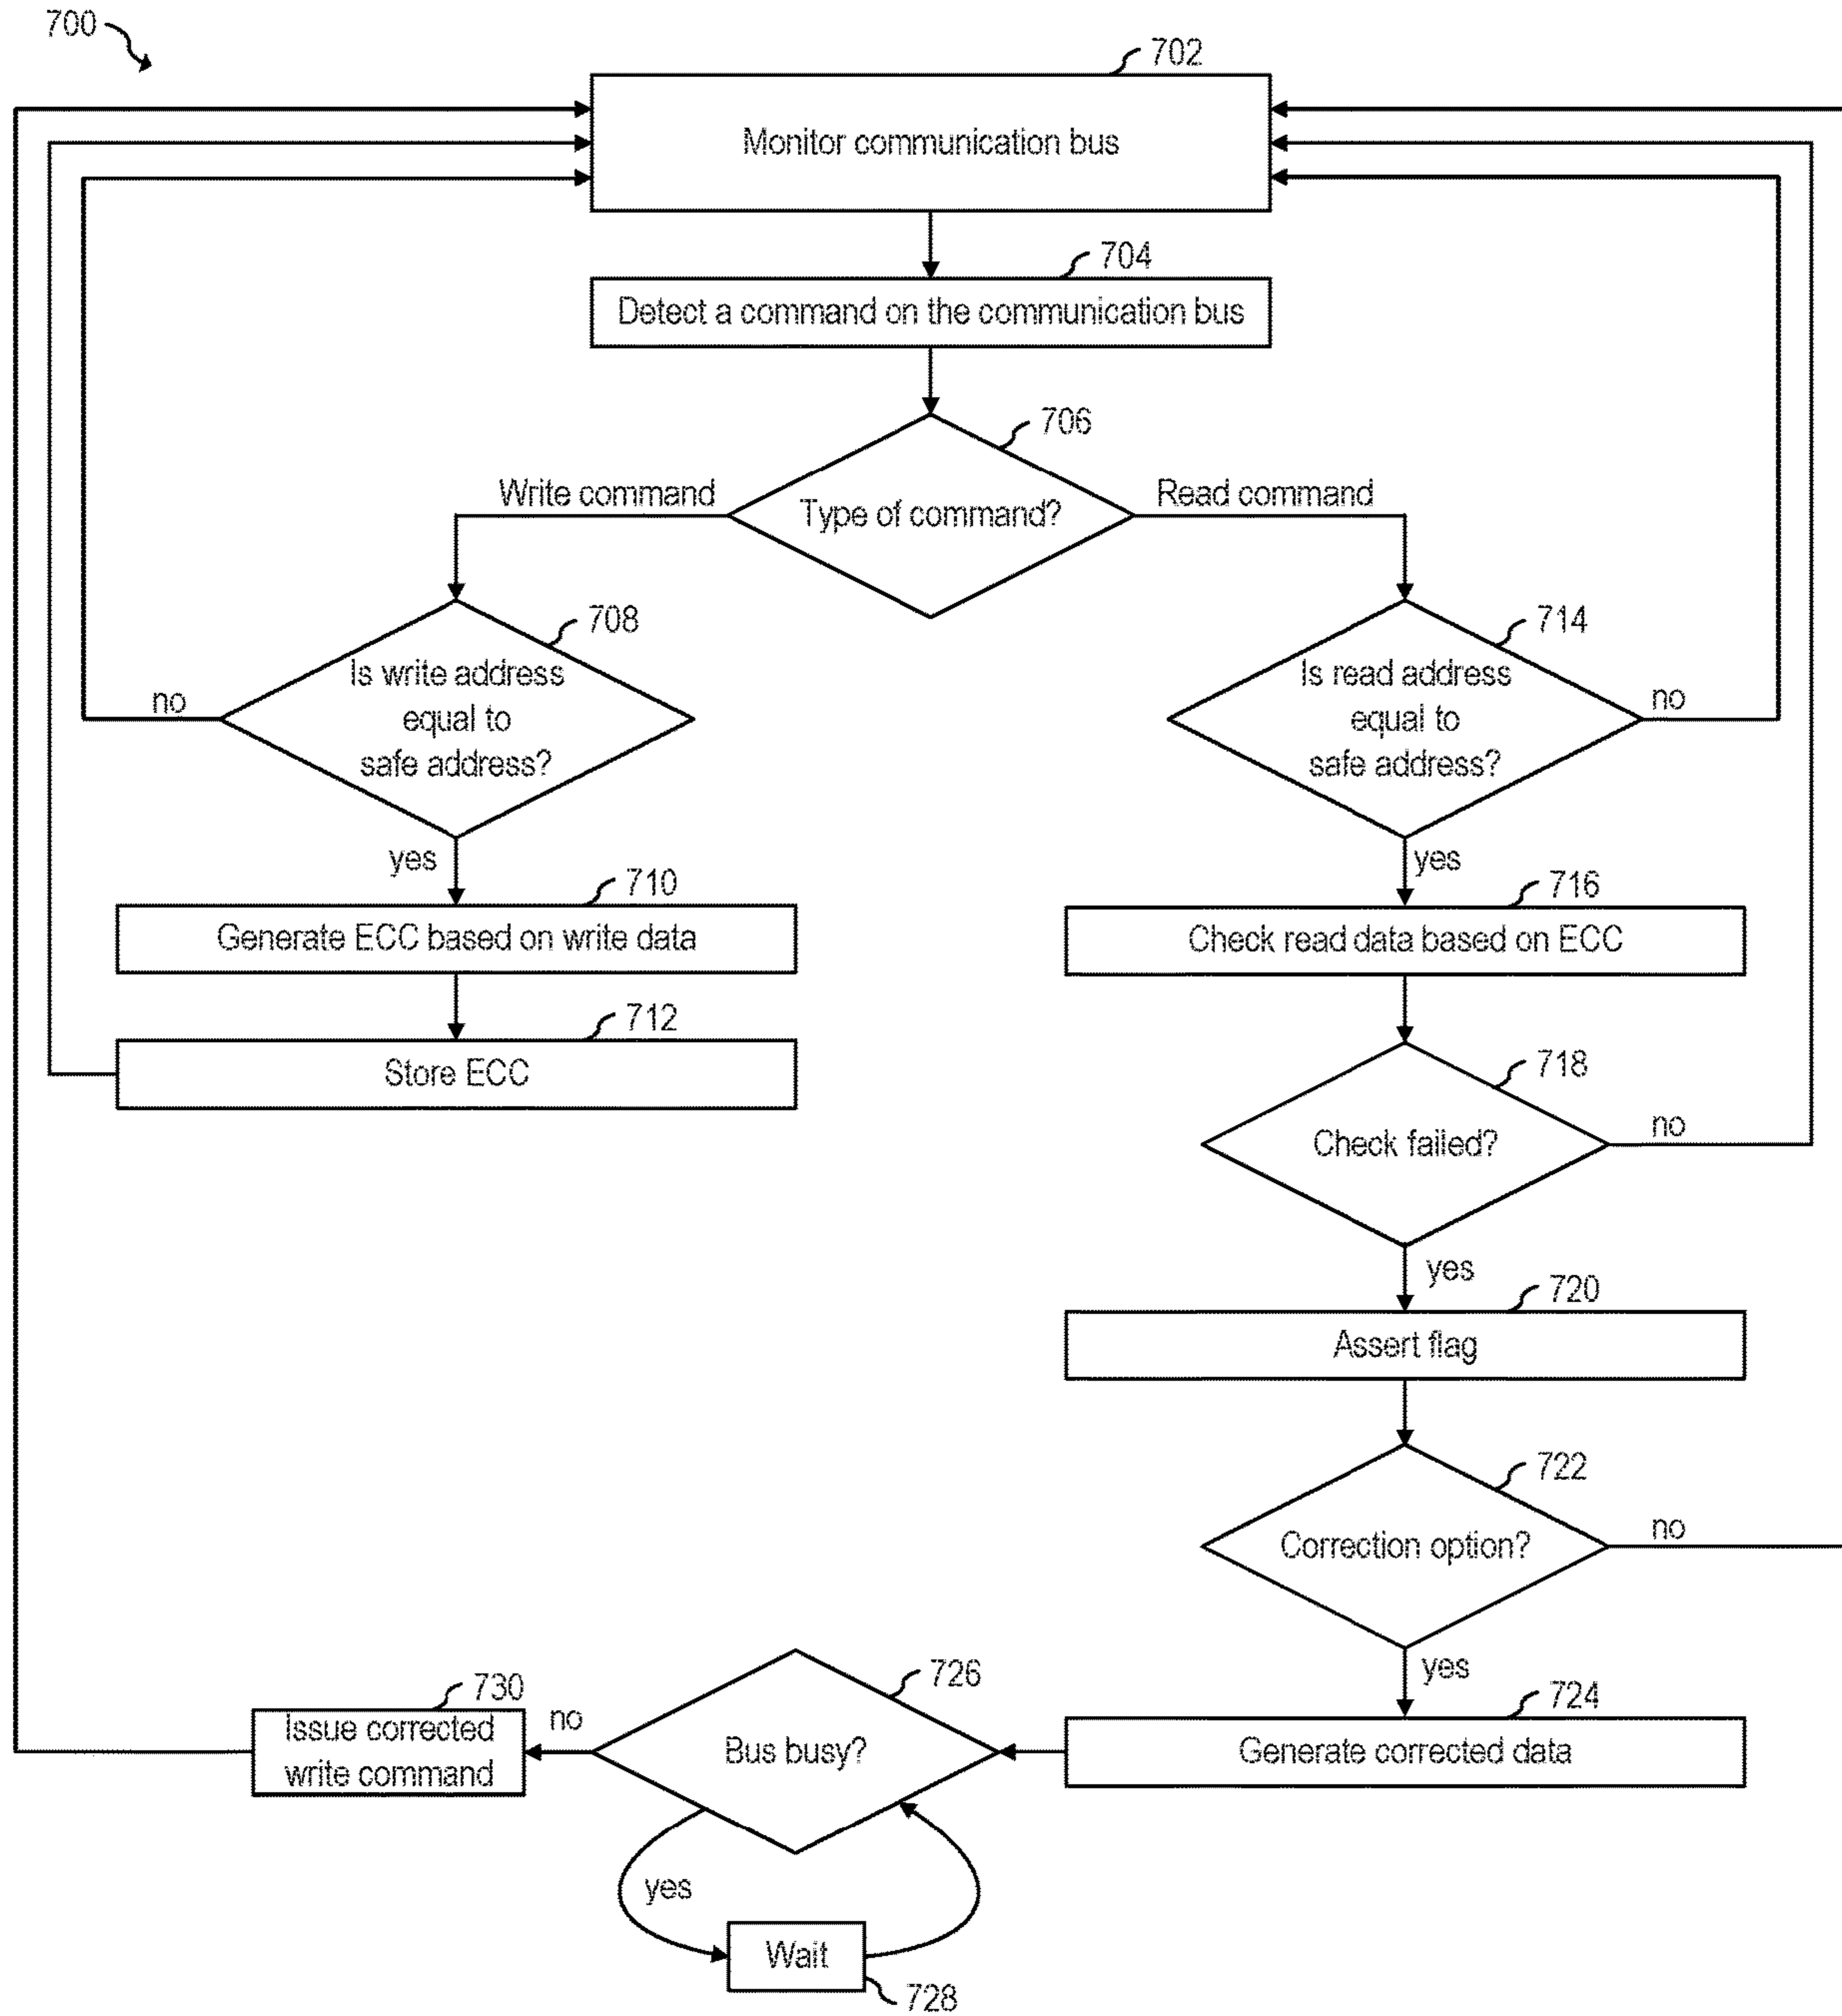 700
702
Monitor communication bus
704
Detect a command on the communication bus
706
Write command
Type of command?
Read command
708
Is write address
equal to
safe address?
no
yes
714
Is read address
equal to
safe address?
no
yes
710
Generate ECC based on write data
712
Store ECC
716
Check read data based on ECC
718
Check failed?
no
yes
720
Assert flag
722
Correction option?
no
yes
724
Generate corrected data
726
Bus busy?
no
yes
730
Issue corrected
write command
Wait
728